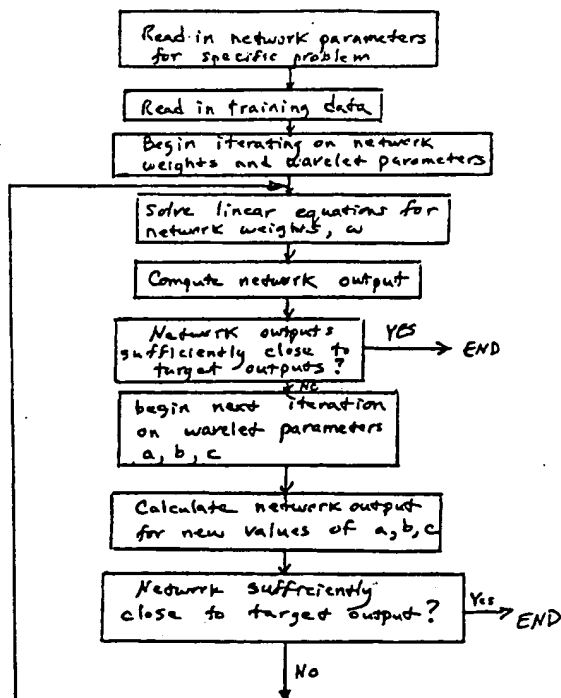 Read in network parameters
for specific problem
Read in training data
Begin iterating on network
weights and wavelet parameters
Solve linear equations for
network weights, w
Compute network output
Network outputs
sufficiently close to
target outputs?
YES
END
NO
begin next iteration
on wavelet parameters
a, b, c
Calculate network output
for new values of a, b, c
Network sufficiently
close to target output?
Yes
END
NO